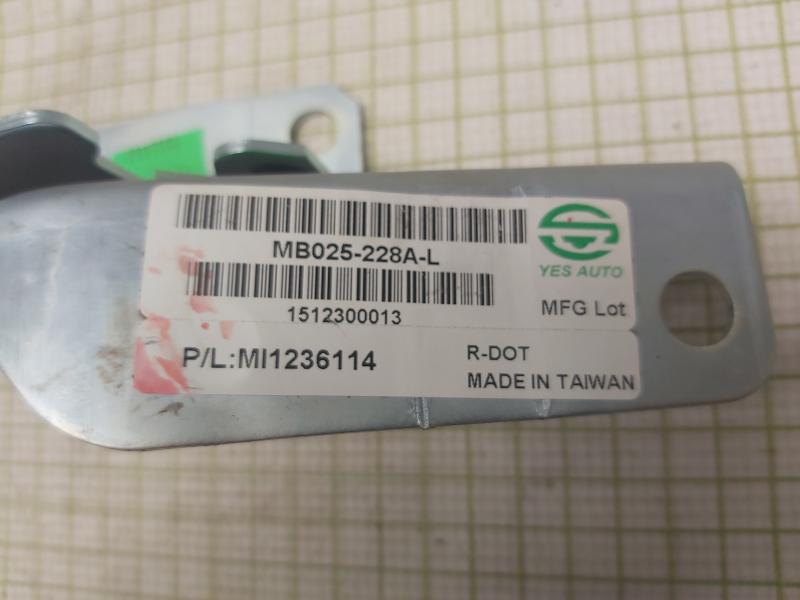 MB025-228A-L
YES AUTO
1512300013
MFG Lot
P/L:MI1236114
R-DOT
MADE IN TAIWAN